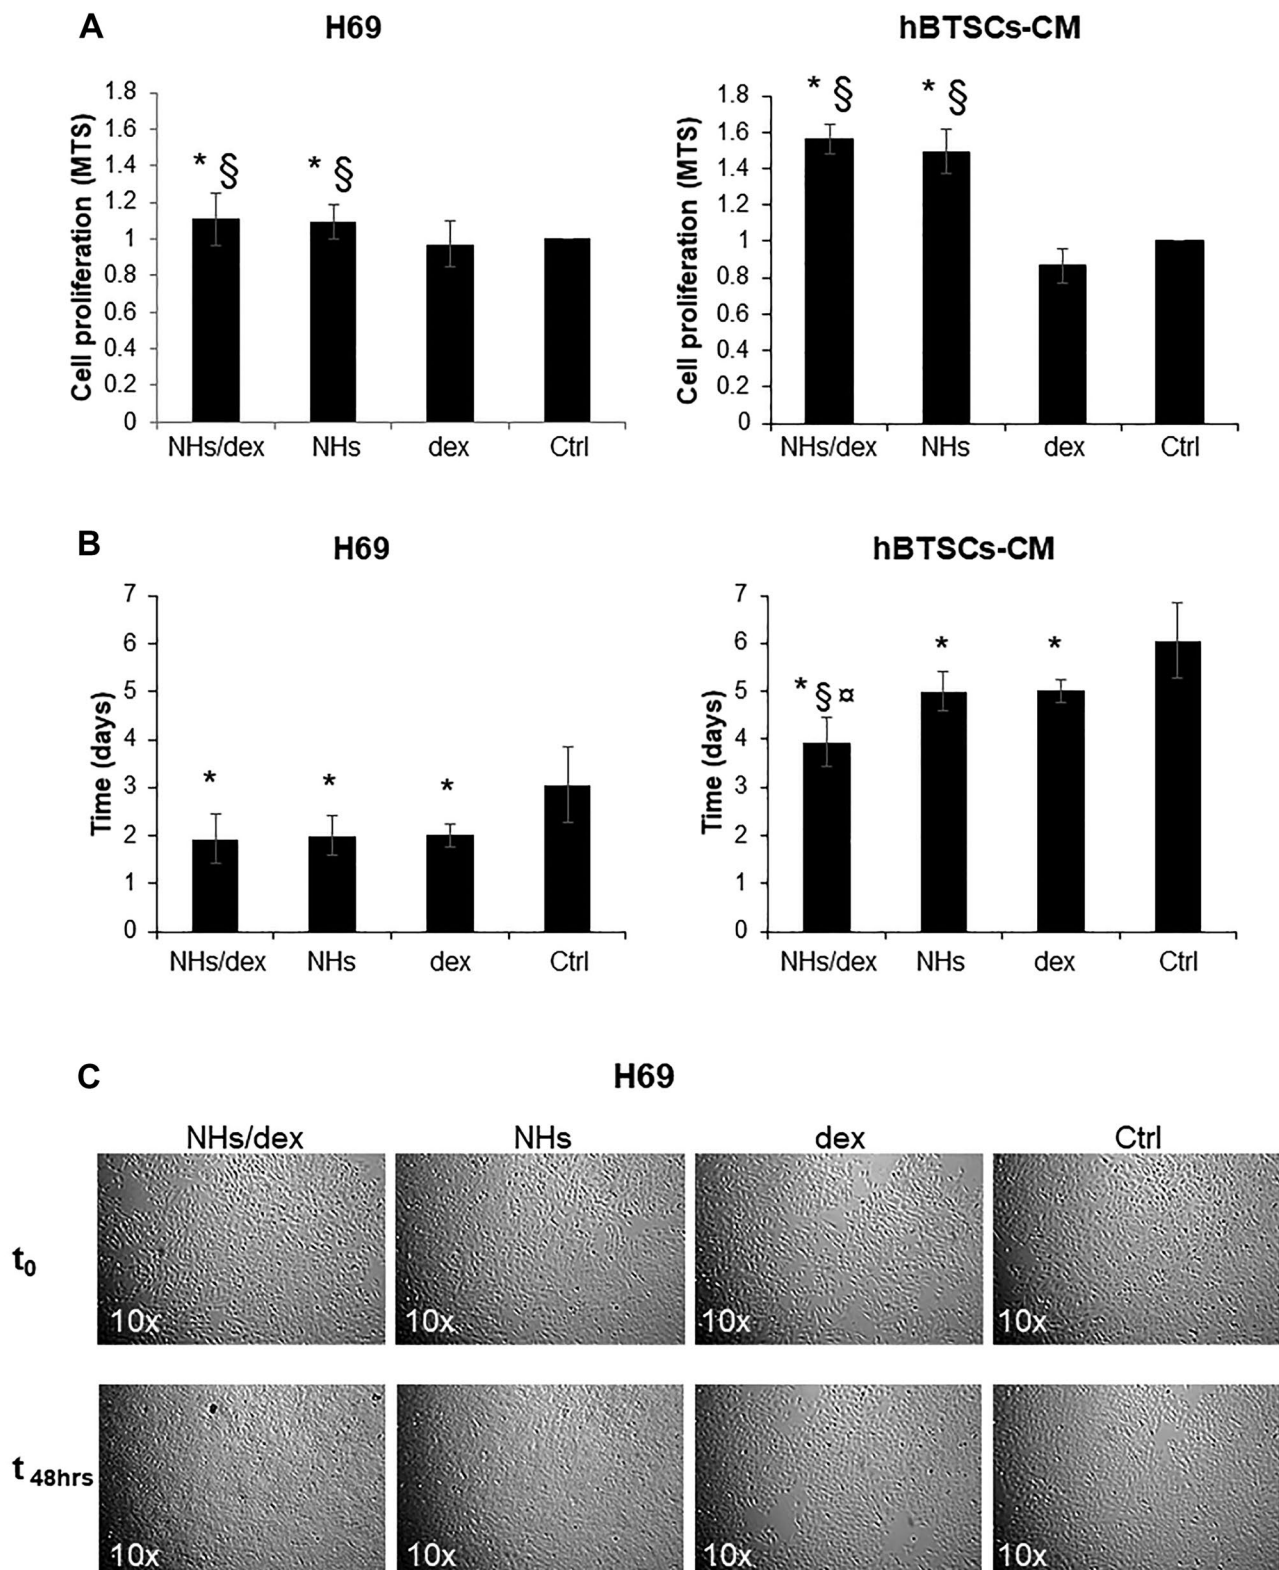 A
H69
hBTSCs-CM
Cell proliferation (MTS)
1.8
1.6
1.4
1.2
1
0.8
0.6
0.4
0.2
0
* §
* §
NHs/dex NHs dex Ctrl
Cell proliferation (MTS)
1.8
1.6
1.4
1.2
1
0.8
0.6
0.4
0.2
0
* §
* §
NHs/dex NHs dex Ctrl
B
H69
hBTSCs-CM
Time (days)
7
6
5
4
3
2
1
0
*
*
*
NHs/dex NHs dex Ctrl
Time (days)
7
6
5
4
3
2
1
0
* § ¤
*
*
NHs/dex NHs dex Ctrl
C
H69
NHs/dex NHs dex Ctrl
t0
10x 10x 10x 10x
t 48hrs
10x 10x 10x 10x